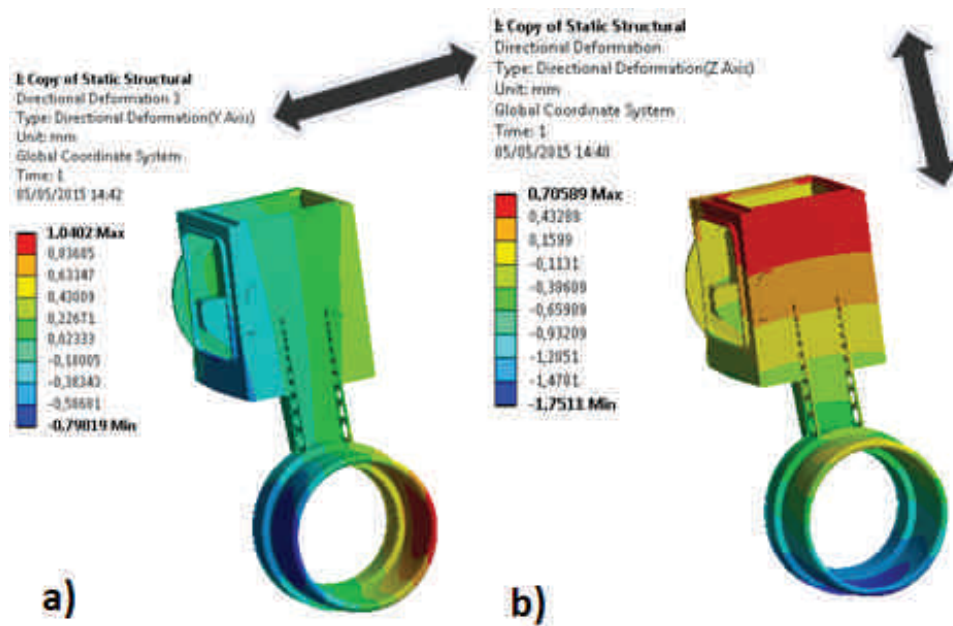 I: Copy of Static Structural
Directional Deformation 3
Type: Directional Deformation(Y Axis)
Unit: mm
Global Coordinate System
Time: 1
05/05/2015 14:42
1.0402 Max
0,83685
0,63347
0,43009
0,22671
0,02333
-0,18005
-0,38343
-0,58681
-0,79019 Min
a)
I: Copy of Static Structural
Directional Deformation
Type: Directional Deformation(Z Axis)
Unit: mm
Global Coordinate System
Time: 1
05/05/2015 14:40
0.70589 Max
0,43288
0,1599
-0,1131
-0,38609
-0,65909
-0,93209
-1,2051
-1,4781
-1,7511 Min
b)